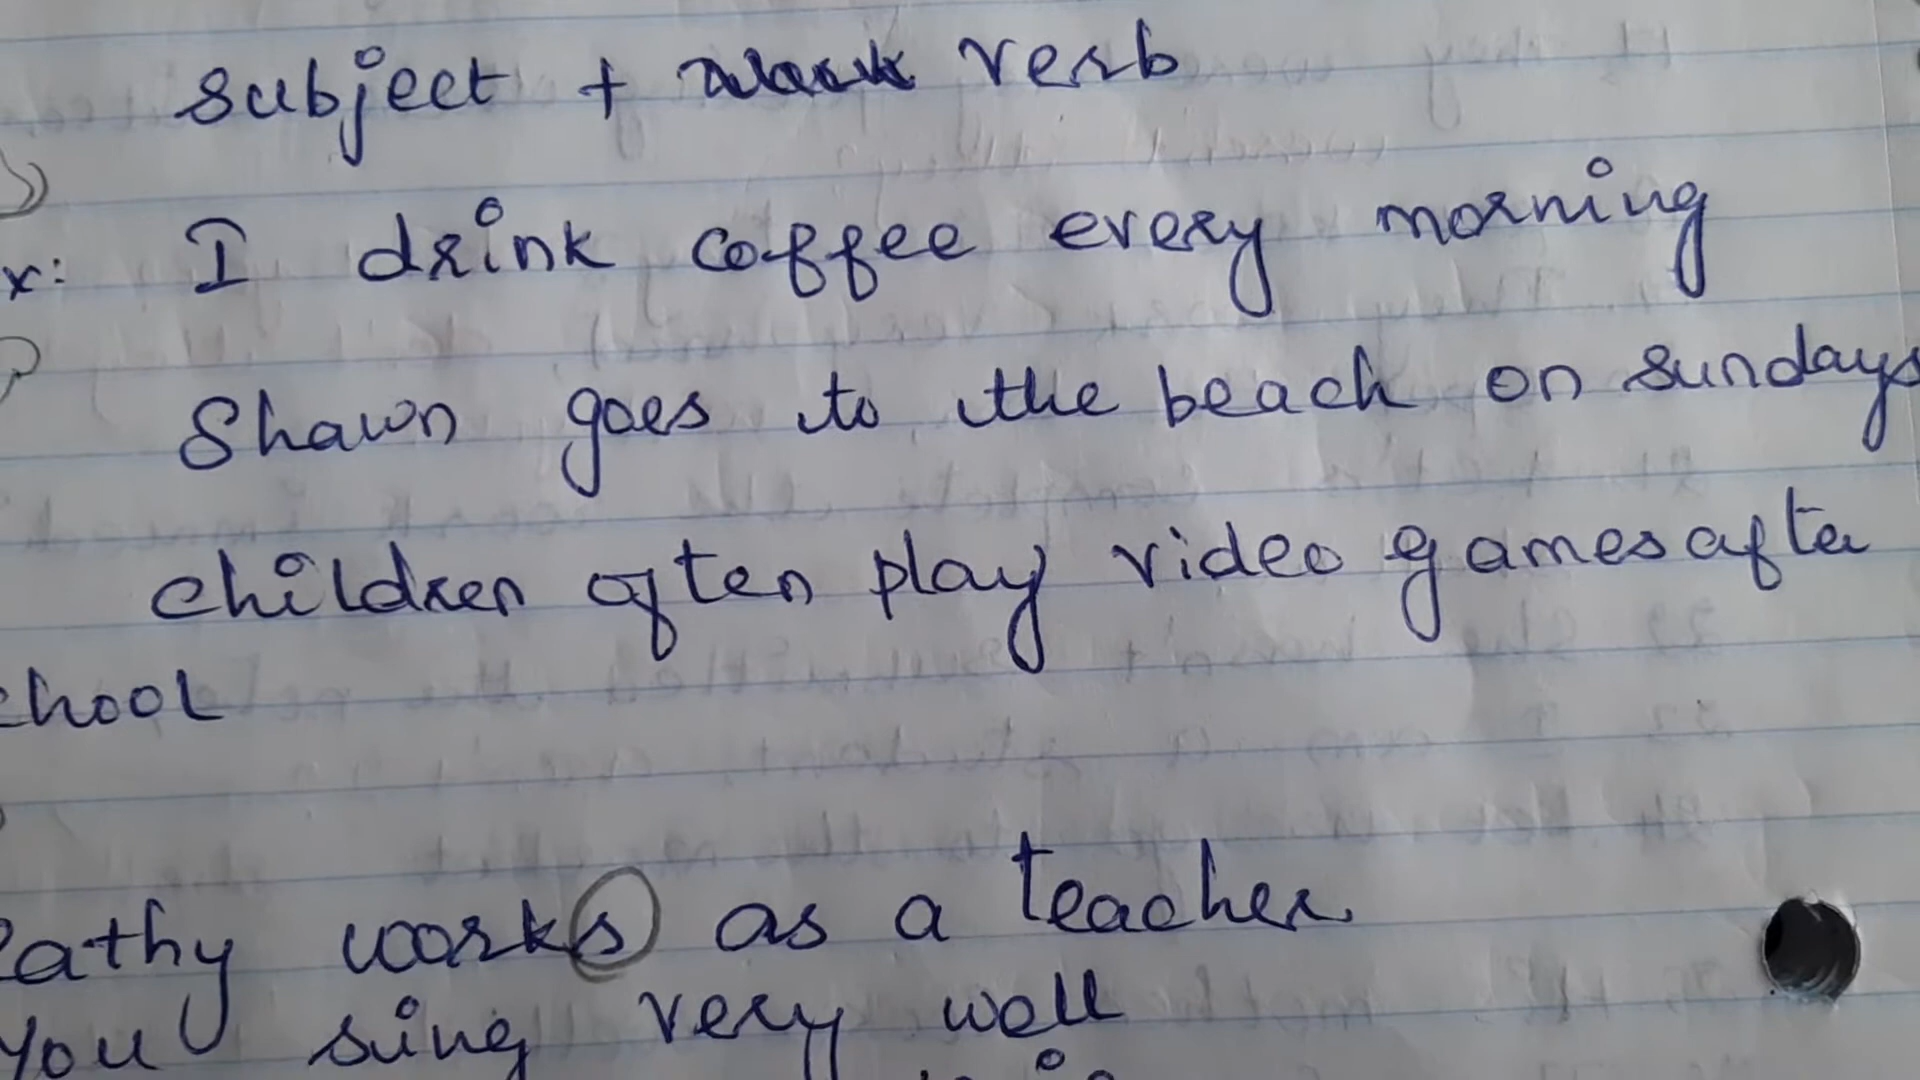 subject + verb
x: I drink coffee every morning
Shawn goes to the beach on sundays
children often play video games after
chool
athy works as a teacher
you sing very well